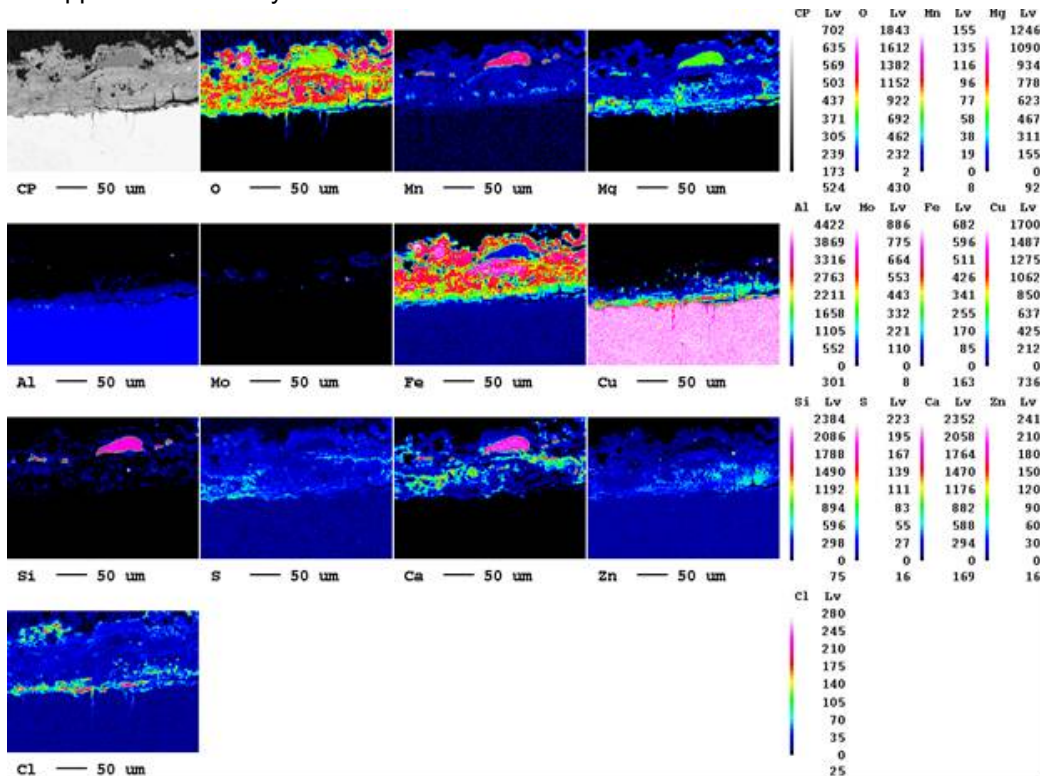 CP Lv O Lv Mn Lv Mg Lv
702 1843 155 1246
635 1612 135 1090
569 1382 116 934
503 1152 96 778
437 922 77 623
371 692 58 467
305 462 38 311
239 232 19 155
173 2 0 0
524 430 8 92
CP 50 um O 50 um Mn 50 um Mg 50 um
Al Lv Mo Lv Fe Lv Cu Lv
4422 886 682 1700
3869 775 596 1487
3316 664 511 1275
2763 553 426 1062
2211 443 341 850
1658 332 255 637
1105 221 170 425
552 110 85 212
0 0 0 0
301 8 163 736
Al 50 um Mo 50 um Fe 50 um Cu 50 um
Si Lv S Lv Ca Lv Zn Lv
2384 223 2352 241
2086 195 2058 210
1788 167 1764 180
1490 139 1470 150
1192 111 1176 120
894 83 882 90
596 55 588 60
298 27 294 30
0 0 0 0
75 16 169 16
Si 50 um S 50 um Ca 50 um Zn 50 um
Cl Lv
280
245
210
175
140
105
70
35
0
25
Cl 50 um